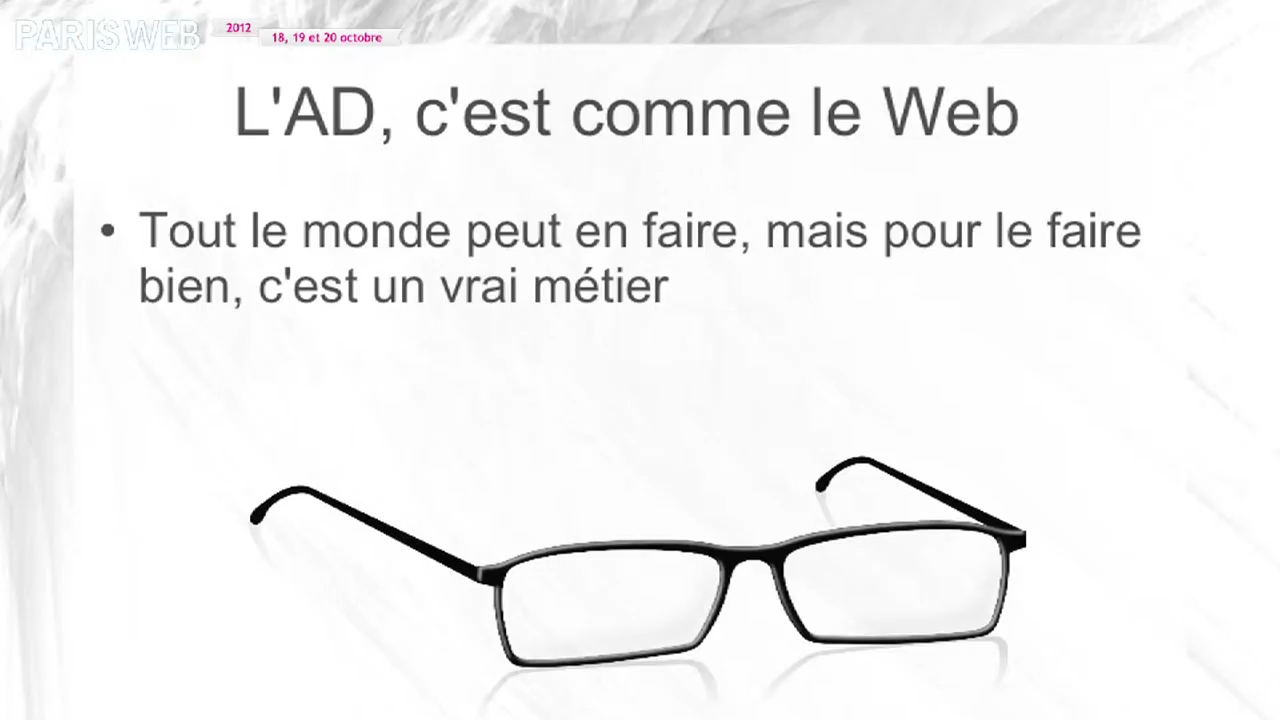 PARIS WEB
2012
18, 19 et 20 octobre
L'AD, c'est comme le Web
• Tout le monde peut en faire, mais pour le faire
bien, c'est un vrai métier